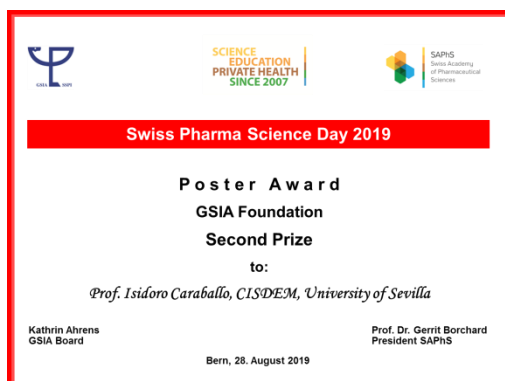 GSIA SSPI
SCIENCE
EDUCATION
PRIVATE HEALTH
SINCE 2007
SAPhS
Swiss Academy
of Pharmaceutical
Sciences
Swiss Pharma Science Day 2019
Poster Award
GSIA Foundation
Second Prize
to:
Prof. Isidoro Caraballo, CISDEM, University of Sevilla
Kathrin Ahrens
GSIA Board
Prof. Dr. Gerrit Borchard
President SAPhS
Bern, 28. August 2019